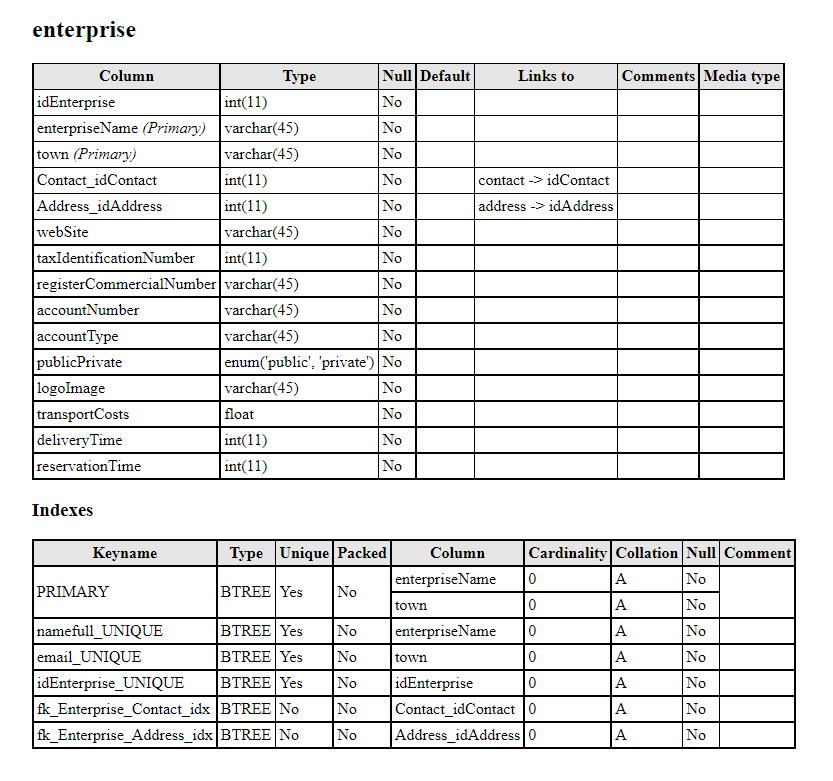 enterprise
Column Type Null Default Links to Comments Media type
idEnterprise int(11) No
enterpriseName (Primary) varchar(45) No
town (Primary) varchar(45) No
Contact_idContact int(11) No contact -> idContact
Address_idAddress int(11) No address -> idAddress
webSite varchar(45) No
taxIdentificationNumber int(11) No
registerCommercialNumber varchar(45) No
accountNumber varchar(45) No
accountType varchar(45) No
publicPrivate enum('public', 'private') No
logoImage varchar(45) No
transportCosts float No
deliveryTime int(11) No
reservationTime int(11) No
Indexes
Keyname Type Unique Packed Column Cardinality Collation Null Comment
PRIMARY BTREE Yes No enterpriseName 0 A No
town 0 A No
namefull_UNIQUE BTREE Yes No enterpriseName 0 A No
email_UNIQUE BTREE Yes No town 0 A No
idEnterprise_UNIQUE BTREE Yes No idEnterprise 0 A No
fk_Enterprise_Contact_idx BTREE No No Contact_idContact 0 A No
fk_Enterprise_Address_idx BTREE No No Address_idAddress 0 A No